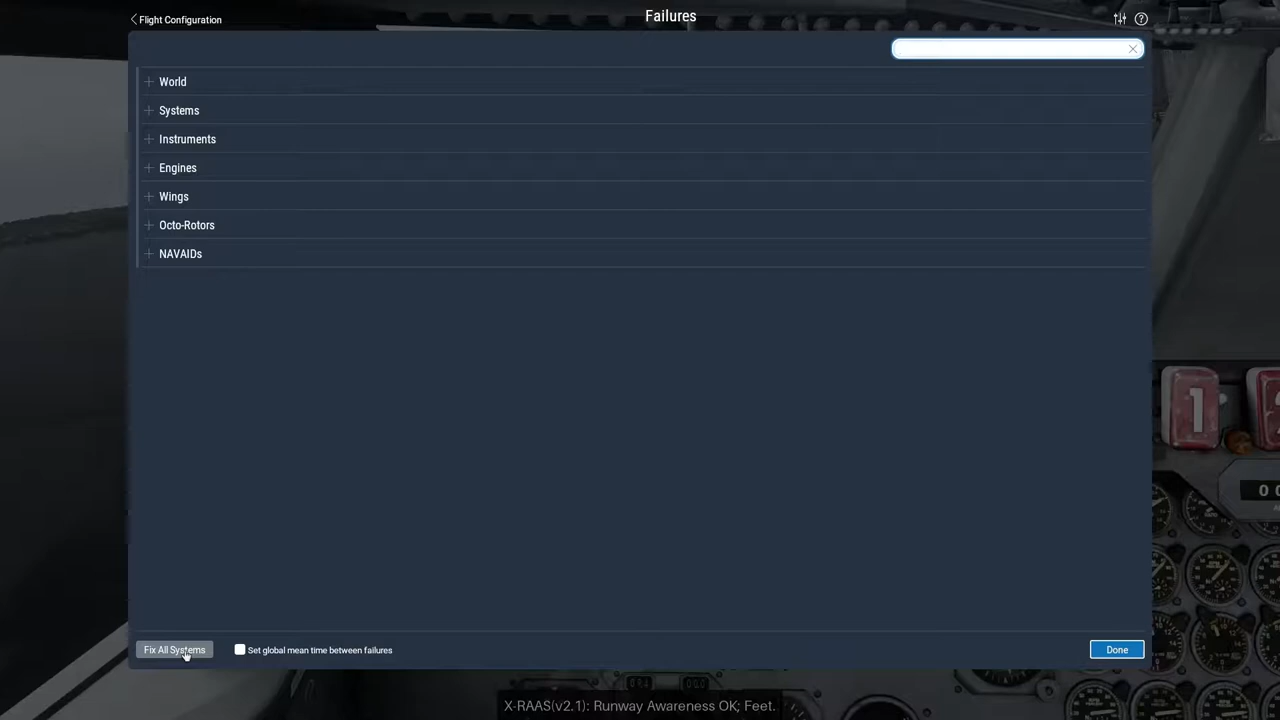 Flight Configuration
Failures
World
Systems
Instruments
Engines
Wings
Octo-Rotors
NAVAIDs
Fix All Systems
Set global mean time between failures
Done
1
X-RAAS(v2.1): Runway Awareness OK; Feet.